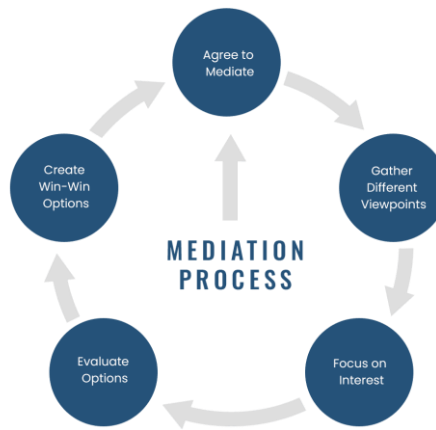 Agree to
Mediate
Gather
Different
Viewpoints
Focus on
Interest
Evaluate
Options
Create
Win-Win
Options
MEDIATION
PROCESS